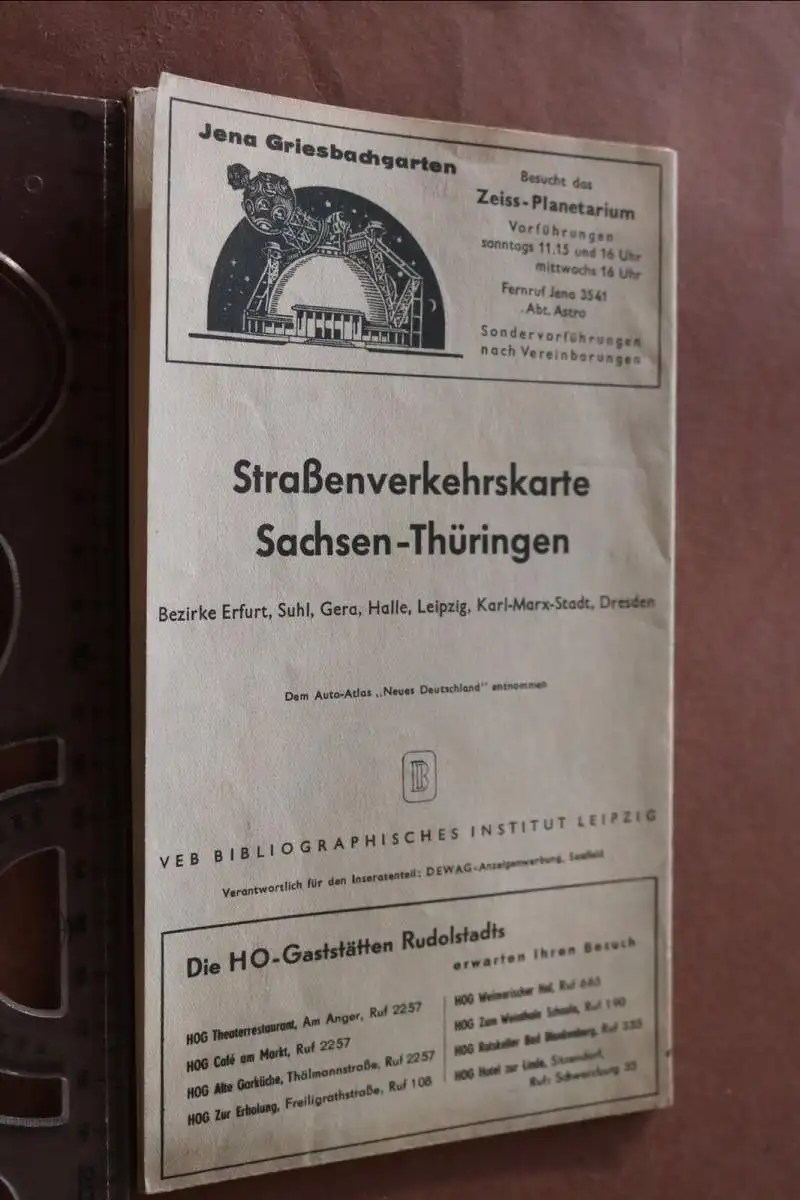 Jena Griesbachgarten
Besucht das
Zeiss-Planetarium
Vorführungen
sonntags 11.15 und 16 Uhr
mittwochs 16 Uhr
Fernruf Jena 3541
Abt. Astro
Sondervorführungen
nach Vereinbarungen
Straßenverkehrskarte
Sachsen-Thüringen
Bezirke Erfurt, Suhl, Gera, Halle, Leipzig, Karl-Marx-Stadt, Dresden
Dem Auto-Atlas „Neues Deutschland“ entnommen
VEB BIBLIOGRAPHISCHES INSTITUT LEIPZIG
Verantwortlich für den Inseratenteil: DEWAG-Anzeigenwerbung, Saalfeld
Die HO-Gaststätten Rudolstadts
erwarten Ihren Besuch
HOG Theaterrestaurant, Am Anger, Ruf 2257
HOG Café am Markt, Ruf 2257
HOG Alte Garküche, Thälmannstraße, Ruf 2257
HOG Zur Erholung, Freiligrathstraße, Ruf 108
HOG Weimarischer Hof, Ruf
HOG Zum Schaala, Ruf 190
HOG Ratskeller Bad Blankenburg, Ruf 335
HOG Hotel zur Linde, Sitzendorf,
Ruf: Schwarzburg 35